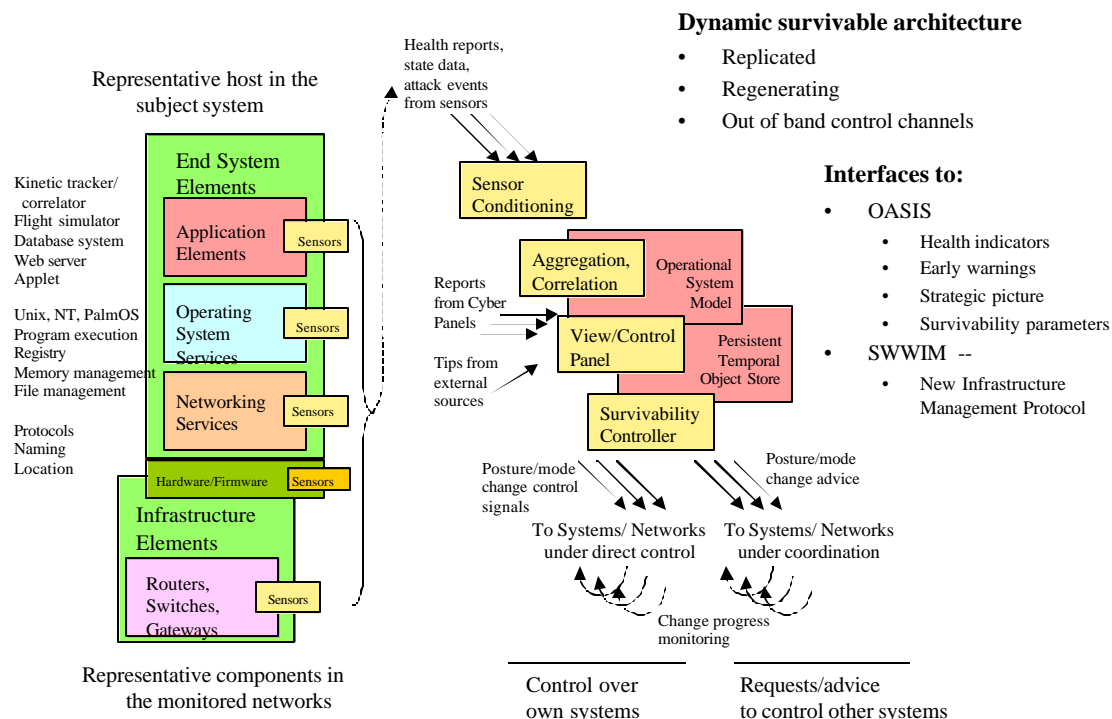 Dynamic survivable architecture
• Replicated
• Regenerating
• Out of band control channels
Health reports,
state data,
attack events
from sensors
Representative host in the
subject system
End System
Elements
Kinetic tracker/
correlator
Flight simulator
Database system
Web server
Applet
Application
Elements
Sensors
Unix, NT, PalmOS
Program execution
Registry
Memory management
File management
Operating
System
Services
Sensors
Networking
Services
Sensors
Protocols
Naming
Location
Hardware/Firmware
Sensors
Infrastructure
Elements
Routers,
Switches,
Gateways
Sensors
Representative components in
the monitored networks
Sensor
Conditioning
Aggregation,
Correlation
Operational
System
Model
Reports
from Cyber
Panels
View/Control
Panel
Persistent
Temporal
Object Store
Tips from
external
sources
Survivability
Controller
Posture/mode
change control
signals
Posture/mode
change advice
To Systems/ Networks
under direct control
To Systems/ Networks
under coordination
Change progress
monitoring
Control over
own systems
Requests/advice
to control other systems
Interfaces to:
• OASIS
• Health indicators
• Early warnings
• Strategic picture
• Survivability parameters
• SWWIM --
• New Infrastructure
Management Protocol